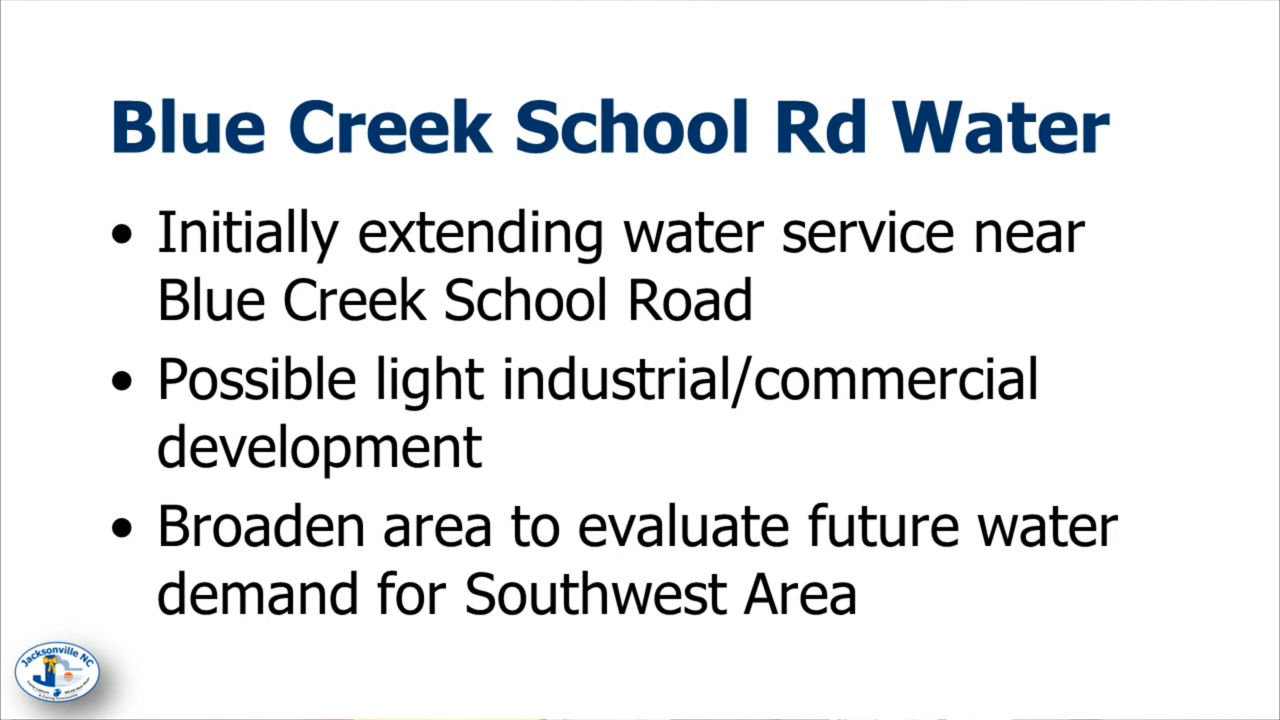 Blue Creek School Rd Water
• Initially extending water service near
Blue Creek School Road
• Possible light industrial/commercial
development
• Broaden area to evaluate future water
demand for Southwest Area
Jacksonville NC